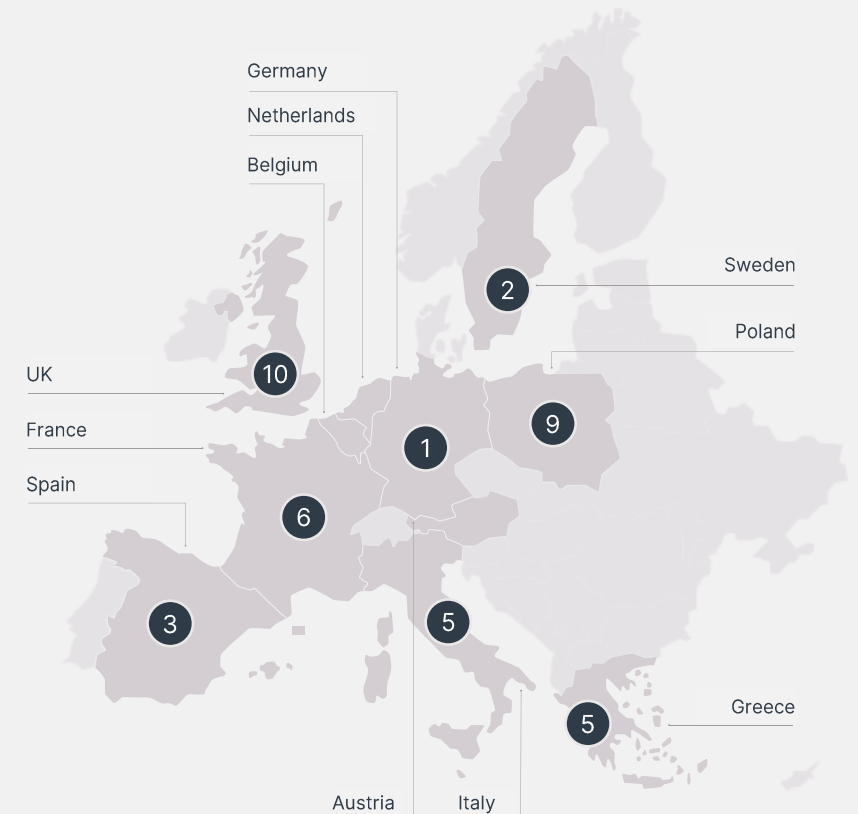 Germany
Netherlands
Belgium
Sweden
2
Poland
UK
10
France
9
1
Spain
6
3
5
Greece
5
Austria
Italy